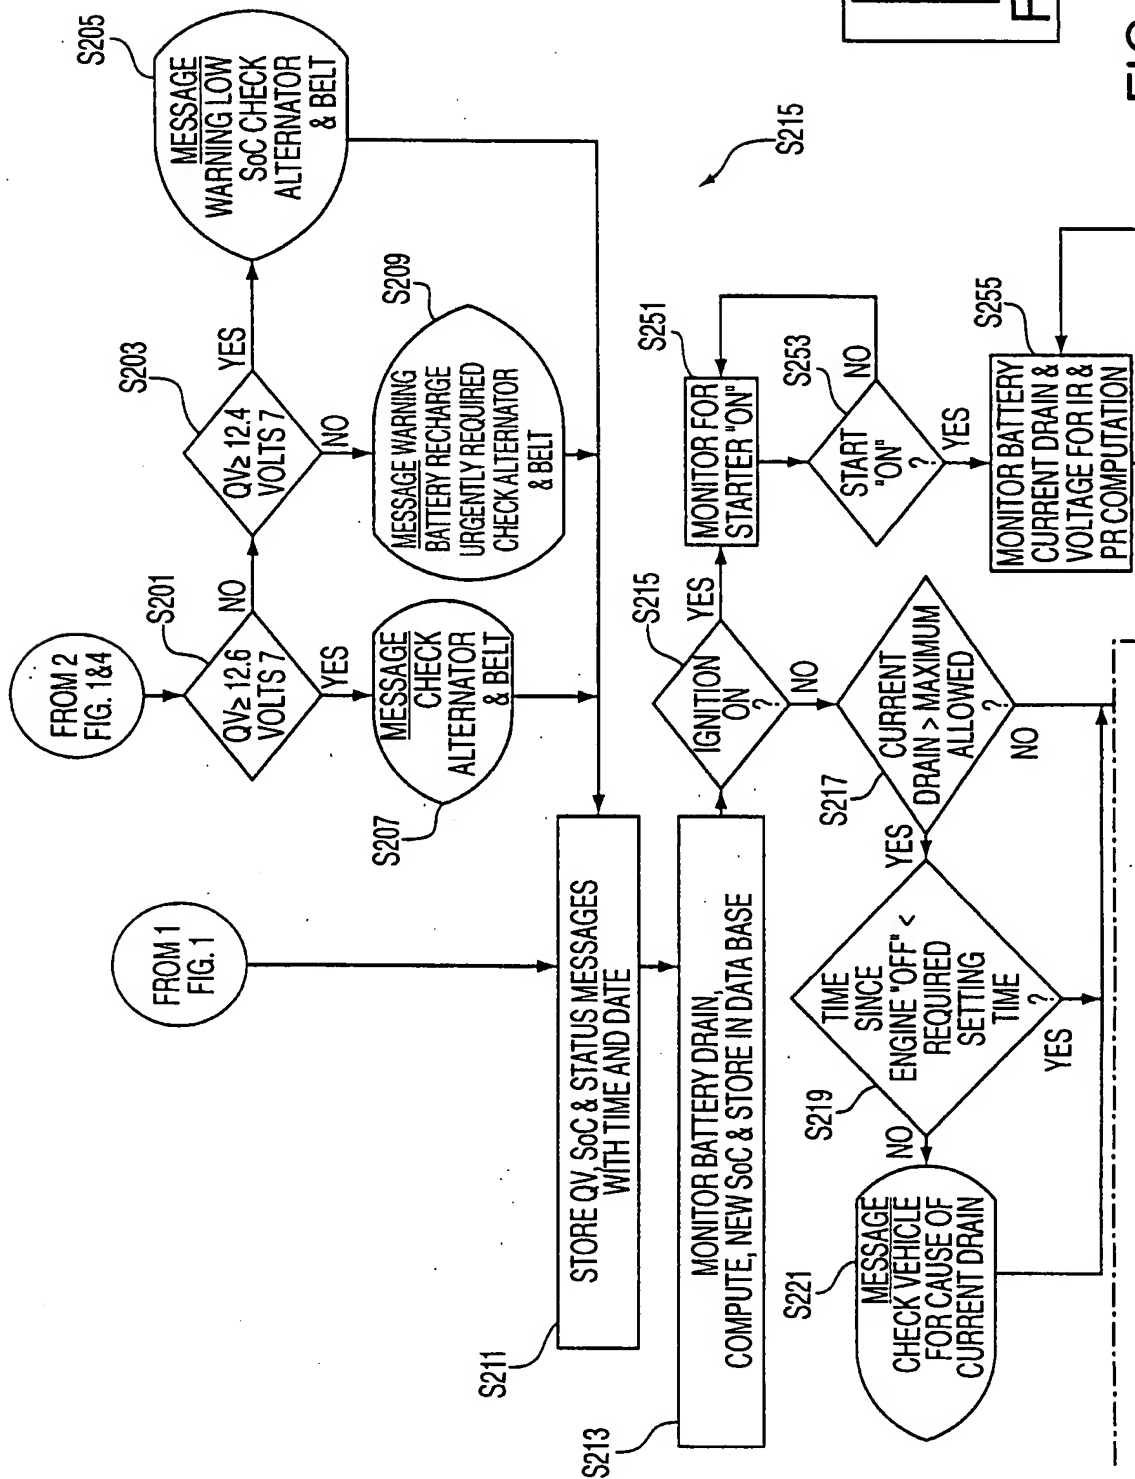 FROM 2
FIG. 1&4
S201
QV≥ 12.6
VOLTS 7
NO
YES
S203
QV≥ 12.4
VOLTS 7
YES
NO
S205
MESSAGE
WARNING LOW
SoC CHECK
ALTERNATOR
& BELT
S207
MESSAGE
CHECK
ALTERNATOR
& BELT
S209
MESSAGE WARNING
BATTERY RECHARGE
URGENTLY REQUIRED
CHECK ALTERNATOR
& BELT
FROM 1
FIG. 1
S211
STORE QV, SoC & STATUS MESSAGES
WITH TIME AND DATE
S213
MONITOR BATTERY DRAIN,
COMPUTE, NEW SoC & STORE IN DATA BASE
S215
IGNITION
ON
?
YES
NO
S251
MONITOR FOR
STARTER "ON"
S253
START
"ON"
?
NO
YES
S255
MONITOR BATTERY
CURRENT DRAIN &
VOLTAGE FOR IR &
PR COMPUTATION
S215
S217
CURRENT
DRAIN > MAXIMUM
ALLOWED
?
YES
NO
S219
TIME
SINCE
ENGINE "OFF" <
REQUIRED
SETTING
TIME
?
NO
YES
S221
MESSAGE
CHECK VEHICLE
FOR CAUSE OF
CURRENT DRAIN